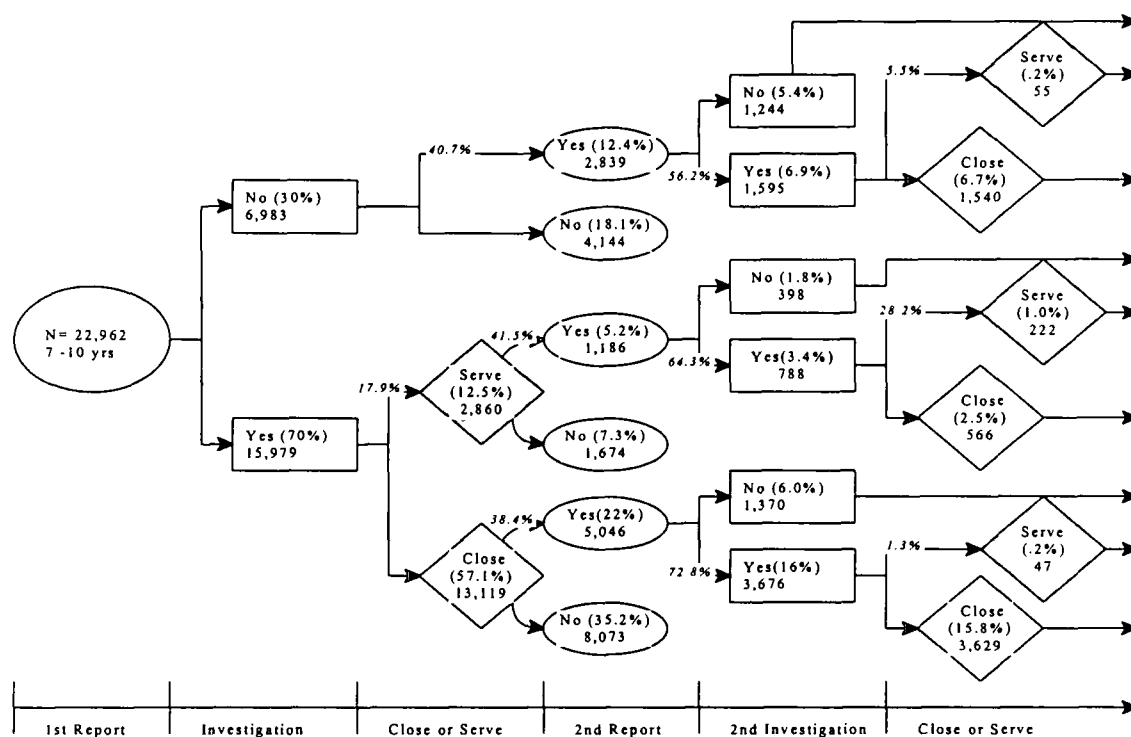 Serve
(.2%)
55
5.5%
No (5.4%)
1,244
40.7%
Yes (12.4%)
2,839
56.2%
Yes (6.9%)
1,595
Close
(6.7%)
1,540
No (30%)
6,983
No (18.1%)
4,144
No (1.8%)
398
Serve
(1.0%)
222
28.2%
N= 22,962
7 -10 yrs
41.5%
Yes (5.2%)
1,186
64.3%
Yes(3.4%)
788
17.9%
Serve
(12.5%)
2,860
Close
(2.5%)
566
Yes (70%)
15,979
No (7.3%)
1,674
No (6.0%)
1,370
38.4%
Yes(22%)
5,046
Serve
(.2%)
47
1.3%
Close
(57.1%)
13,119
72.8%
Yes(16%)
3,676
No (35.2%)
8,073
Close
(15.8%)
3,629
1st Report
Investigation
Close or Serve
2nd Report
2nd Investigation
Close or Serve